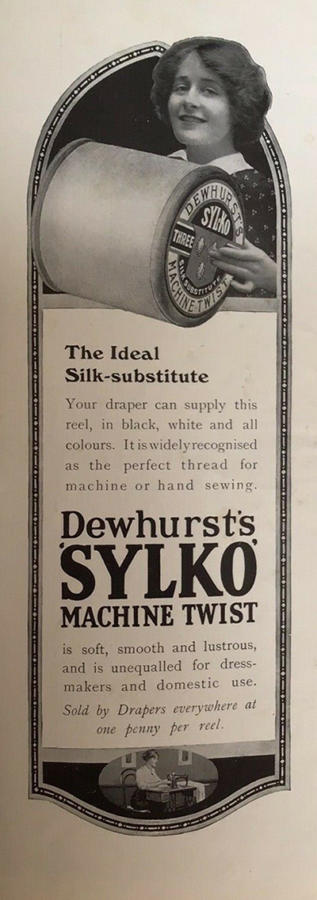 DEWHURST'S
SYLKO
THREE
SILK SUBSTITUTE
MACHINE TWIST
The Ideal
Silk-substitute
Your draper can supply this
reel, in black, white and all
colours. It is widely recognised
as the perfect thread for
machine or hand sewing.
Dewhurst's
'SYLKO'
MACHINE TWIST
is soft, smooth and lustrous,
and is unequalled for dress-
makers and domestic use.
Sold by Drapers everywhere at
one penny per reel.